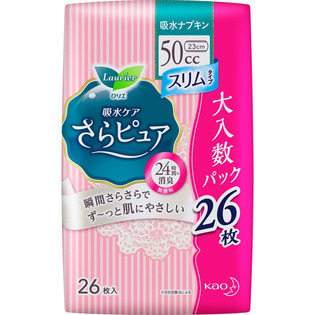 吸水ナプキン
50cc
23cm
スリムタイプ
Laurier
ロリエ
吸水ケア
さらピュア
24時間
消臭
無香料
瞬間さらさらで
ず〜っと肌にやさしい
大入数
パック
26枚
26枚入
Kao